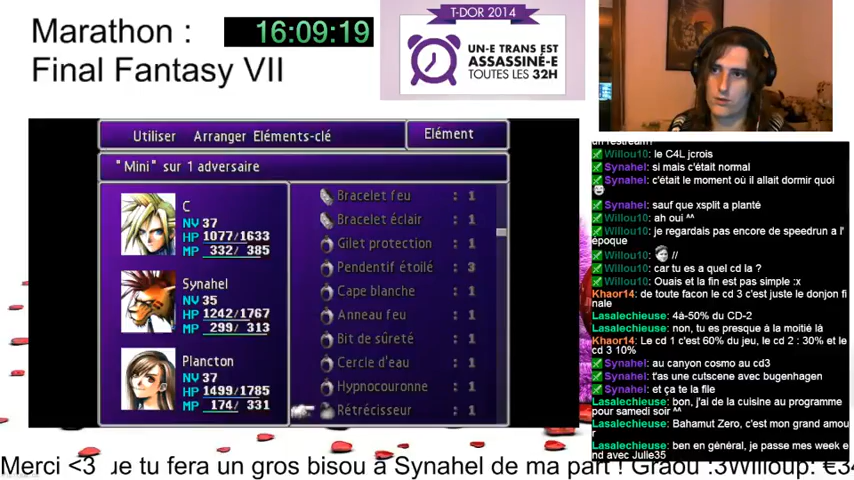 Marathon :
Final Fantasy VII
16:09:19
T-DOR 2014
UN-E TRANS EST
ASSASSINÉ-E
TOUTES LES 32H
Utiliser Arranger Eléments-clé
Elément
"Mini" sur 1 adversaire
C
NV 37
HP 1077/1633
MP 332/ 385
Synahel
NV 35
HP 1242/1767
MP 299/ 313
Plancton
NV 37
HP 1499/1785
MP 174/ 331
Bracelet feu : 1
Bracelet éclair : 1
Gilet protection : 1
Pendentif étoilé : 3
Cape blanche : 1
Anneau feu : 1
Bit de sûreté : 1
Cercle d'eau : 1
Hypnocouronne : 1
Rétrécisseur : 1
un restream?
Willou10: le C4L jcrois
Synahel: si mais c'était normal
Synahel: c'était le moment où il allait dormir quoi
Synahel: sauf que xsplit a planté
Willou10: ah oui ^^
Willou10: je regardais pas encore de speedrun a l'
époque
Willou10: //
Willou10: car tu es a quel cd la ?
Willou10: Ouais et la fin est pas simple :x
Khaor14: de toute facon le cd 3 c'est juste le donjon fi
nale
Lasalechieuse: 4à-50% du CD-2
Lasalechieuse: non, tu es presque à la moitié là
Khaor14: Le cd 1 c'est 60% du jeu, le cd 2 : 30% et le
cd 3 10%
Synahel: au canyon cosmo au cd3
Synahel: t'as une cutscene avec bugenhagen
Synahel: et ça te la file
Lasalechieuse: bon, j'ai de la cuisine au programme
pour samedi soir ^^
Lasalechieuse: Bahamut Zero, c'est mon grand amou
r
Lasalechieuse: ben en général, je passe mes week e
nd avec Julie35
Merci <3 ue tu fera un gros bisou à Synahel de ma part ! Graou :3Willoup: €34